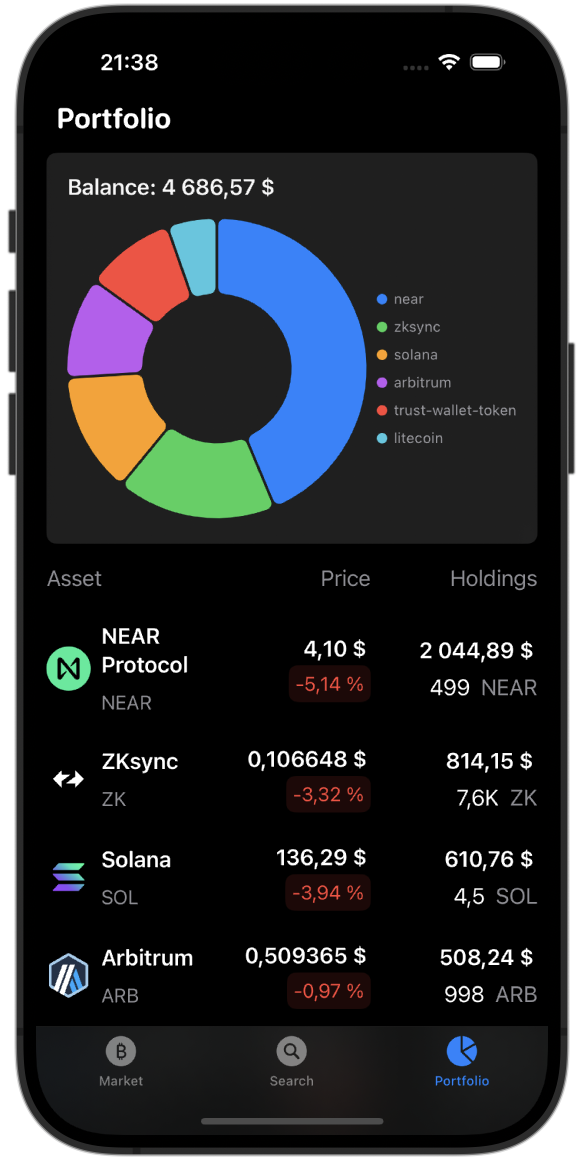 21:38
Portfolio
Balance: 4 686,57 $
near
zksync
solana
arbitrum
trust-wallet-token
litecoin
Asset Price Holdings
NEAR
Protocol
NEAR
4,10 $
-5,14 %
2 044,89 $
499 NEAR
ZKsync
ZK
0,106648 $
-3,32 %
814,15 $
7,6K ZK
Solana
SOL
136,29 $
-3,94 %
610,76 $
4,5 SOL
Arbitrum
ARB
0,509365 $
-0,97 %
508,24 $
998 ARB
Market Search Portfolio